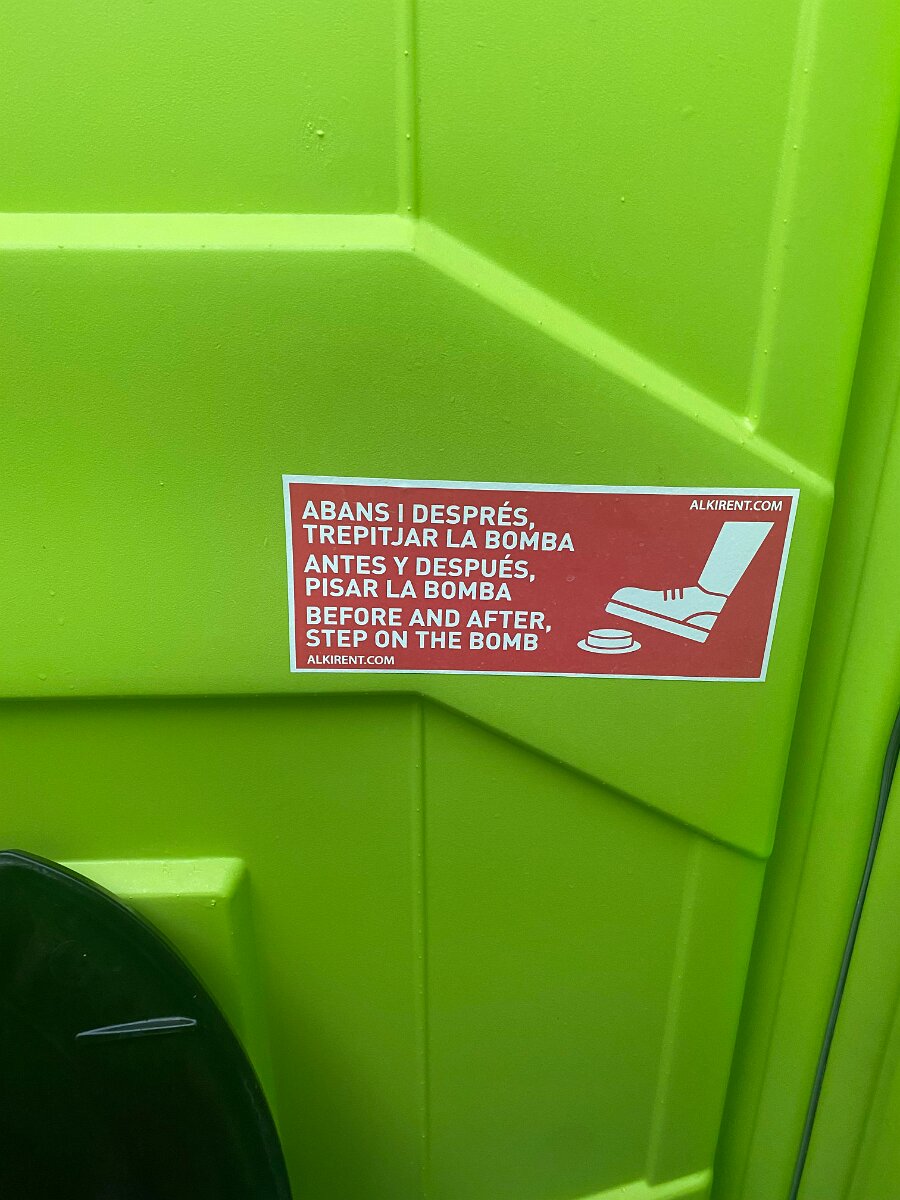 ALKIRENT.COM
ABANS I DESPRÉS,
TREPITJAR LA BOMBA
ANTES Y DESPUÉS,
PISAR LA BOMBA
BEFORE AND AFTER,
STEP ON THE BOMB
ALKIRENT.COM